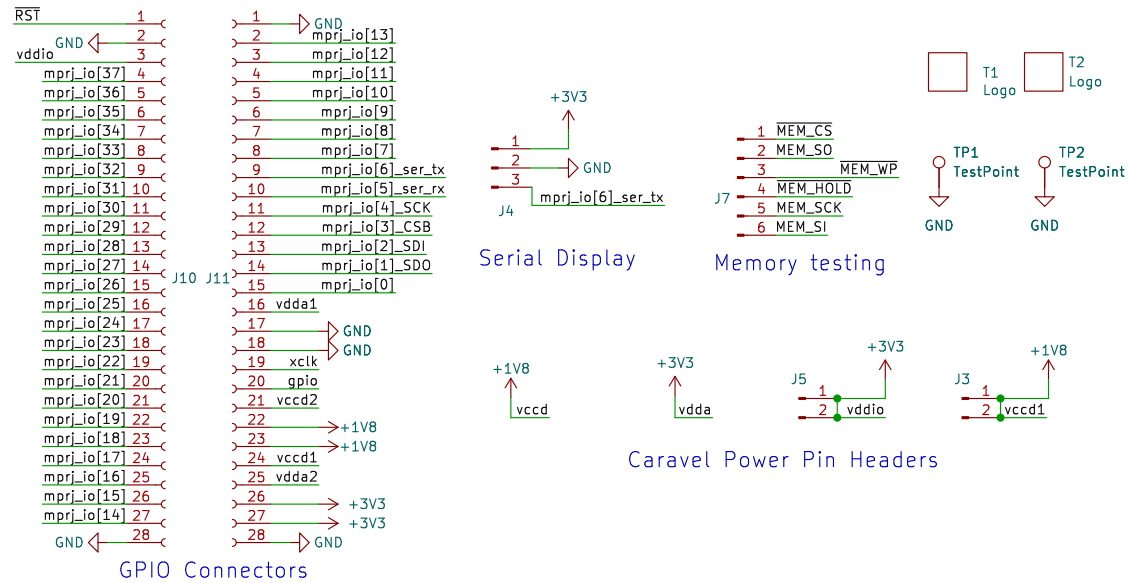 RST 1
GND 2
vddio 3
mprj_io[37] 4
mprj_io[36] 5
mprj_io[35] 6
mprj_io[34] 7
mprj_io[33] 8
mprj_io[32] 9
mprj_io[31] 10
mprj_io[30] 11
mprj_io[29] 12
mprj_io[28] 13
mprj_io[27] 14
mprj_io[26] 15
mprj_io[25] 16
mprj_io[24] 17
mprj_io[23] 18
mprj_io[22] 19
mprj_io[21] 20
mprj_io[20] 21
mprj_io[19] 22
mprj_io[18] 23
mprj_io[17] 24
mprj_io[16] 25
mprj_io[15] 26
mprj_io[14] 27
GND 28
J10
J11
1 GND
2 mprj_io[13]
3 mprj_io[12]
4 mprj_io[11]
5 mprj_io[10]
6 mprj_io[9]
7 mprj_io[8]
8 mprj_io[7]
9 mprj_io[6]_ser_tx
10 mprj_io[5]_ser_rx
11 mprj_io[4]_SCK
12 mprj_io[3]_CSB
13 mprj_io[2]_SDI
14 mprj_io[1]_SDO
15 mprj_io[0]
16 vdda1
17 GND
18 GND
19 xclk
20 gpio
21 vccd2
22 +1V8
23 +1V8
24 vccd1
25 vdda2
26 +3V3
27 +3V3
28 GND
GPIO Connectors
+3V3
1
2 GND
3
mprj_io[6]_ser_tx
J4
Serial Display
1 MEM_CS
2 MEM_SO
3 MEM_WP
4 MEM_HOLD
5 MEM_SCK
6 MEM_SI
J7
Memory testing
T1
Logo
T2
Logo
TP1
TestPoint
GND
TP2
TestPoint
GND
+1V8
vccd
+3V3
vdda
+3V3
J5
1
2 vddio
+1V8
J3
1
2 vccd1
Caravel Power Pin Headers